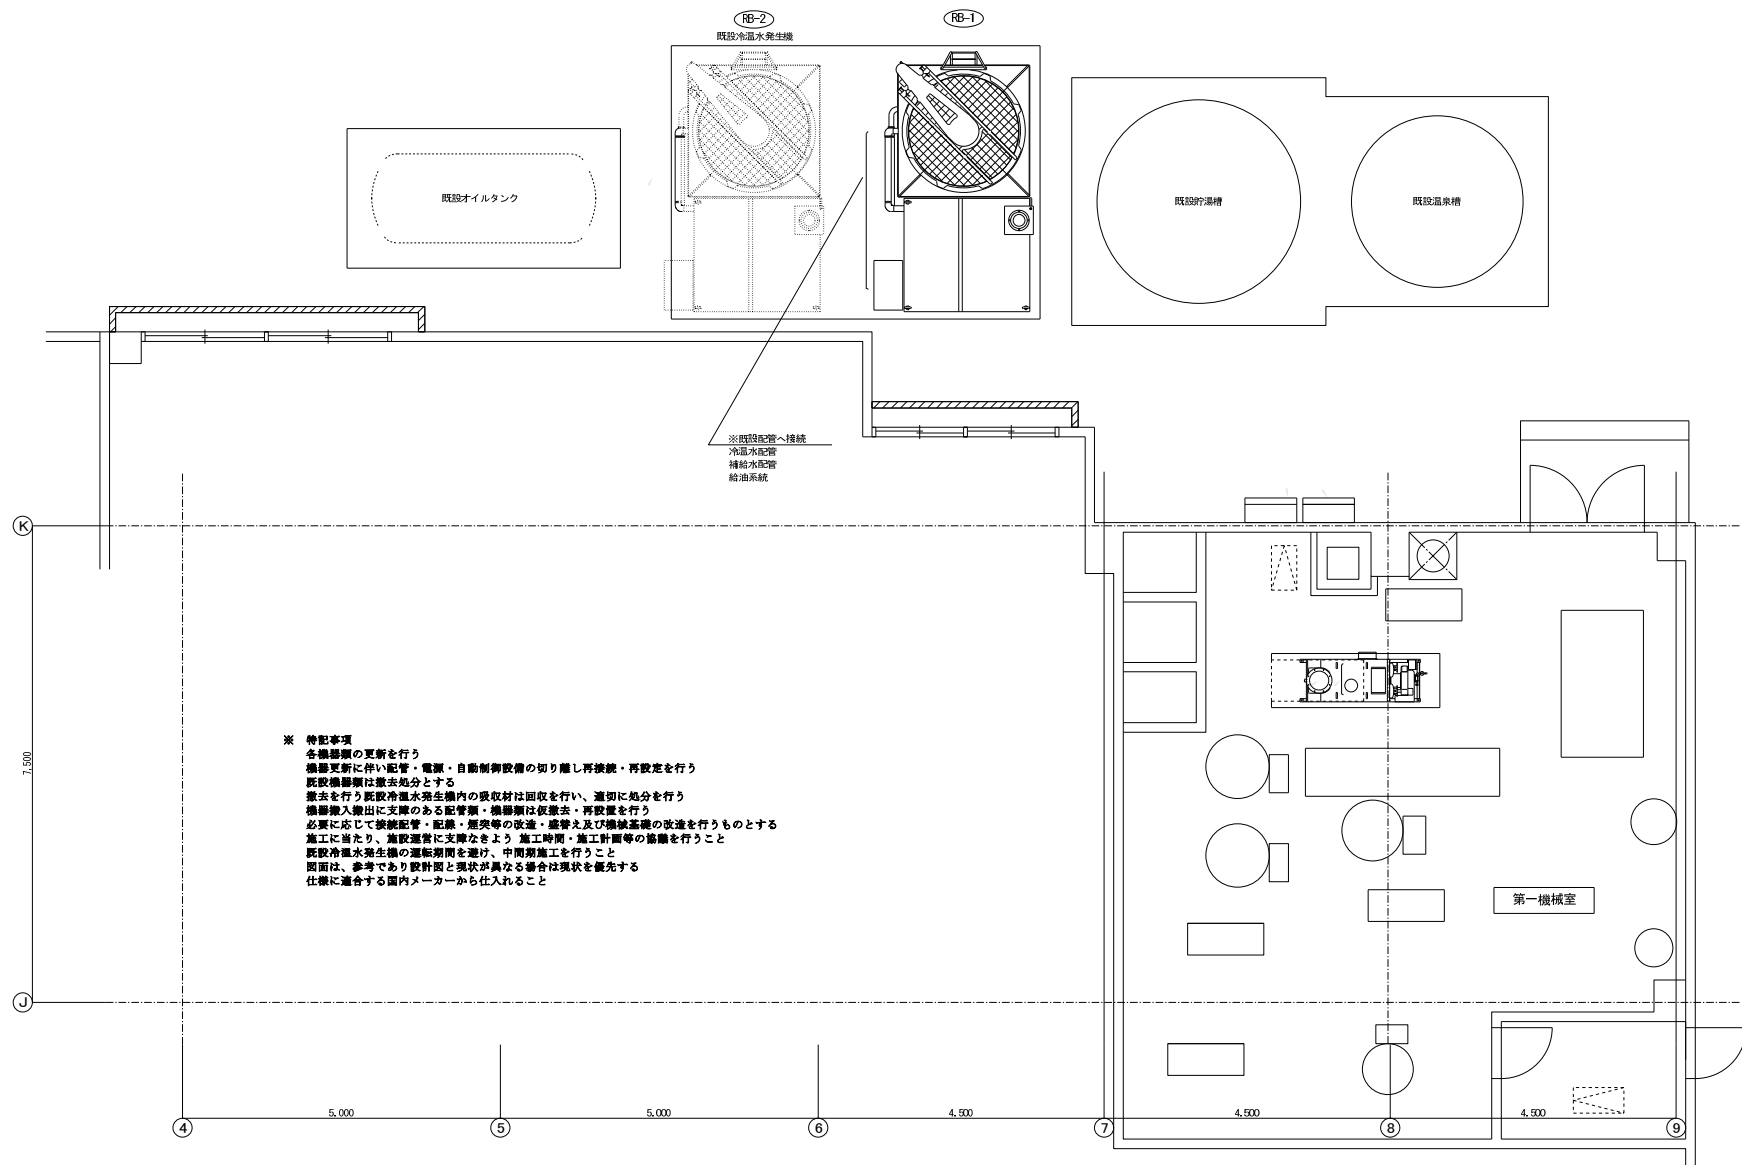 RB-2
RB-1
既設冷温水発生機
既設オイルタンク
既設貯湯槽
既設温泉槽
※既設配管へ接続
冷温水配管
補給水配管
給油系統
K
7,500
J
※ 特記事項
各機器類の更新を行う
機器更新に伴い配管・電源・自動制御設備の切り離し再接続・再設定を行う
既設機器類は撤去処分とする
撤去を行う既設冷温水発生機内の吸収材は回収を行い、適切に処分を行う
機器搬入搬出に支障のある配管類・機器類は仮撤去・再設置を行う
必要に応じて接続配管・配線・煙突等の改造・盛替え及び機械基礎の改造を行うものとする
施工に当たり、施設運営に支障なきよう 施工時間・施工計画等の協議を行うこと
既設冷温水発生機の運転期間を避け、中間期施工を行うこと
図面は、参考であり設計図と現状が異なる場合は現状を優先する
仕様に適合する国内メーカーから仕入れること
第一機械室
5,000
5,000
4,500
4,500
4,500
4
5
6
7
8
9